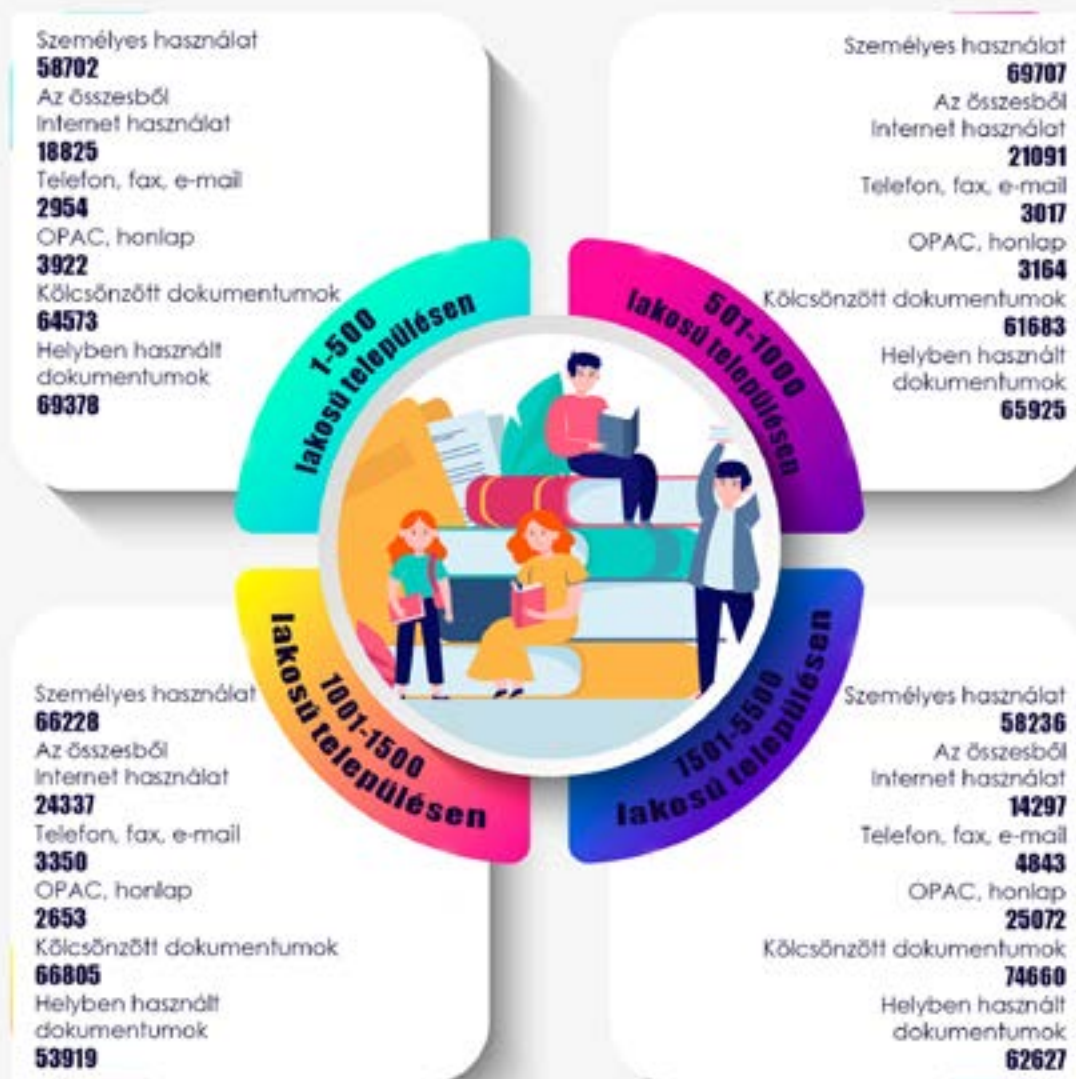 Személyes használat
58702
Az összesből
Internet használat
18825
Telefon, fax, e-mail
2954
OPAC, honlap
3922
Kölcsönzött dokumentumok
64573
Helyben használt
dokumentumok
69378
1-500
lakosú településen
Személyes használat
69707
Az összesből
Internet használat
21091
Telefon, fax, e-mail
3017
OPAC, honlap
3164
Kölcsönzött dokumentumok
61683
Helyben használt
dokumentumok
65925
501-1000
lakosú településen
Személyes használat
66228
Az összesből
Internet használat
24337
Telefon, fax, e-mail
3350
OPAC, honlap
2653
Kölcsönzött dokumentumok
66805
Helyben használt
dokumentumok
53919
1001-1500
lakosú településen
Személyes használat
58236
Az összesből
Internet használat
14297
Telefon, fax, e-mail
4843
OPAC, honlap
25072
Kölcsönzött dokumentumok
74660
Helyben használt
dokumentumok
62627
1501-5500
lakosú településen